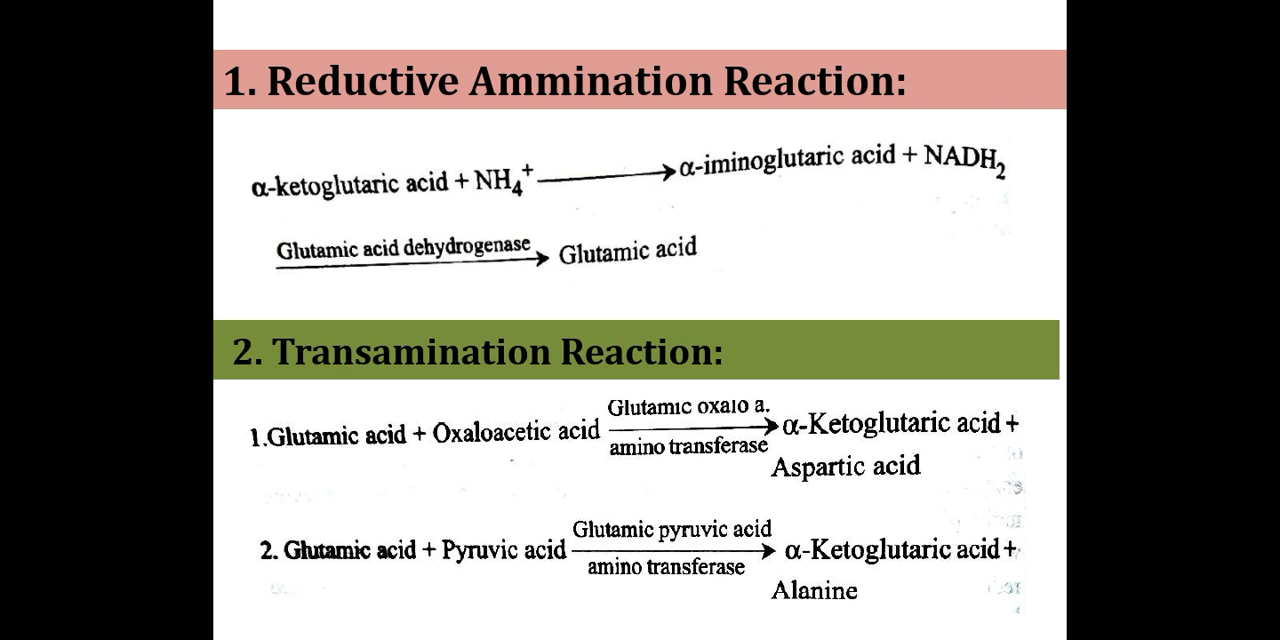 1. Reductive Ammination Reaction:
α-ketoglutaric acid + NH₄⁺ ⟶ α-iminoglutaric acid + NADH₂
Glutamic acid dehydrogenase ⟶ Glutamic acid
2. Transamination Reaction:
Glutamic oxalo a.
1.Glutamic acid + Oxaloacetic acid ⟶ α-Ketoglutaric acid +
amino transferase
Aspartic acid
Glutamic pyruvic acid
2. Glutamic acid + Pyruvic acid ⟶ α-Ketoglutaric acid+
amino transferase
Alanine